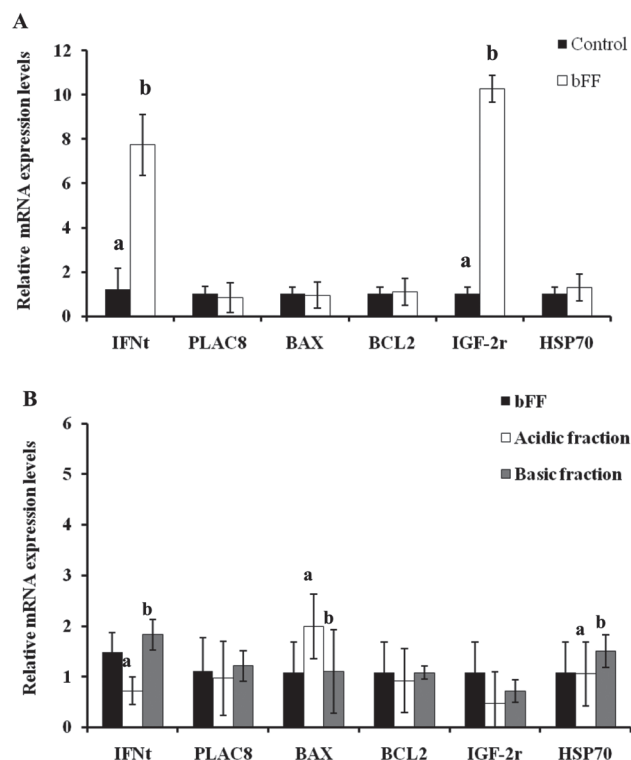 A
Control
bFF
Relative mRNA expression levels
12
10
8
6
4
2
0
a
b
a
b
IFNt
PLAC8
BAX
BCL2
IGF-2r
HSP70
B
bFF
Acidic fraction
Basic fraction
Relative mRNA expression levels
6
5
4
3
2
1
0
a
b
a
b
a
b
IFNt
PLAC8
BAX
BCL2
IGF-2r
HSP70